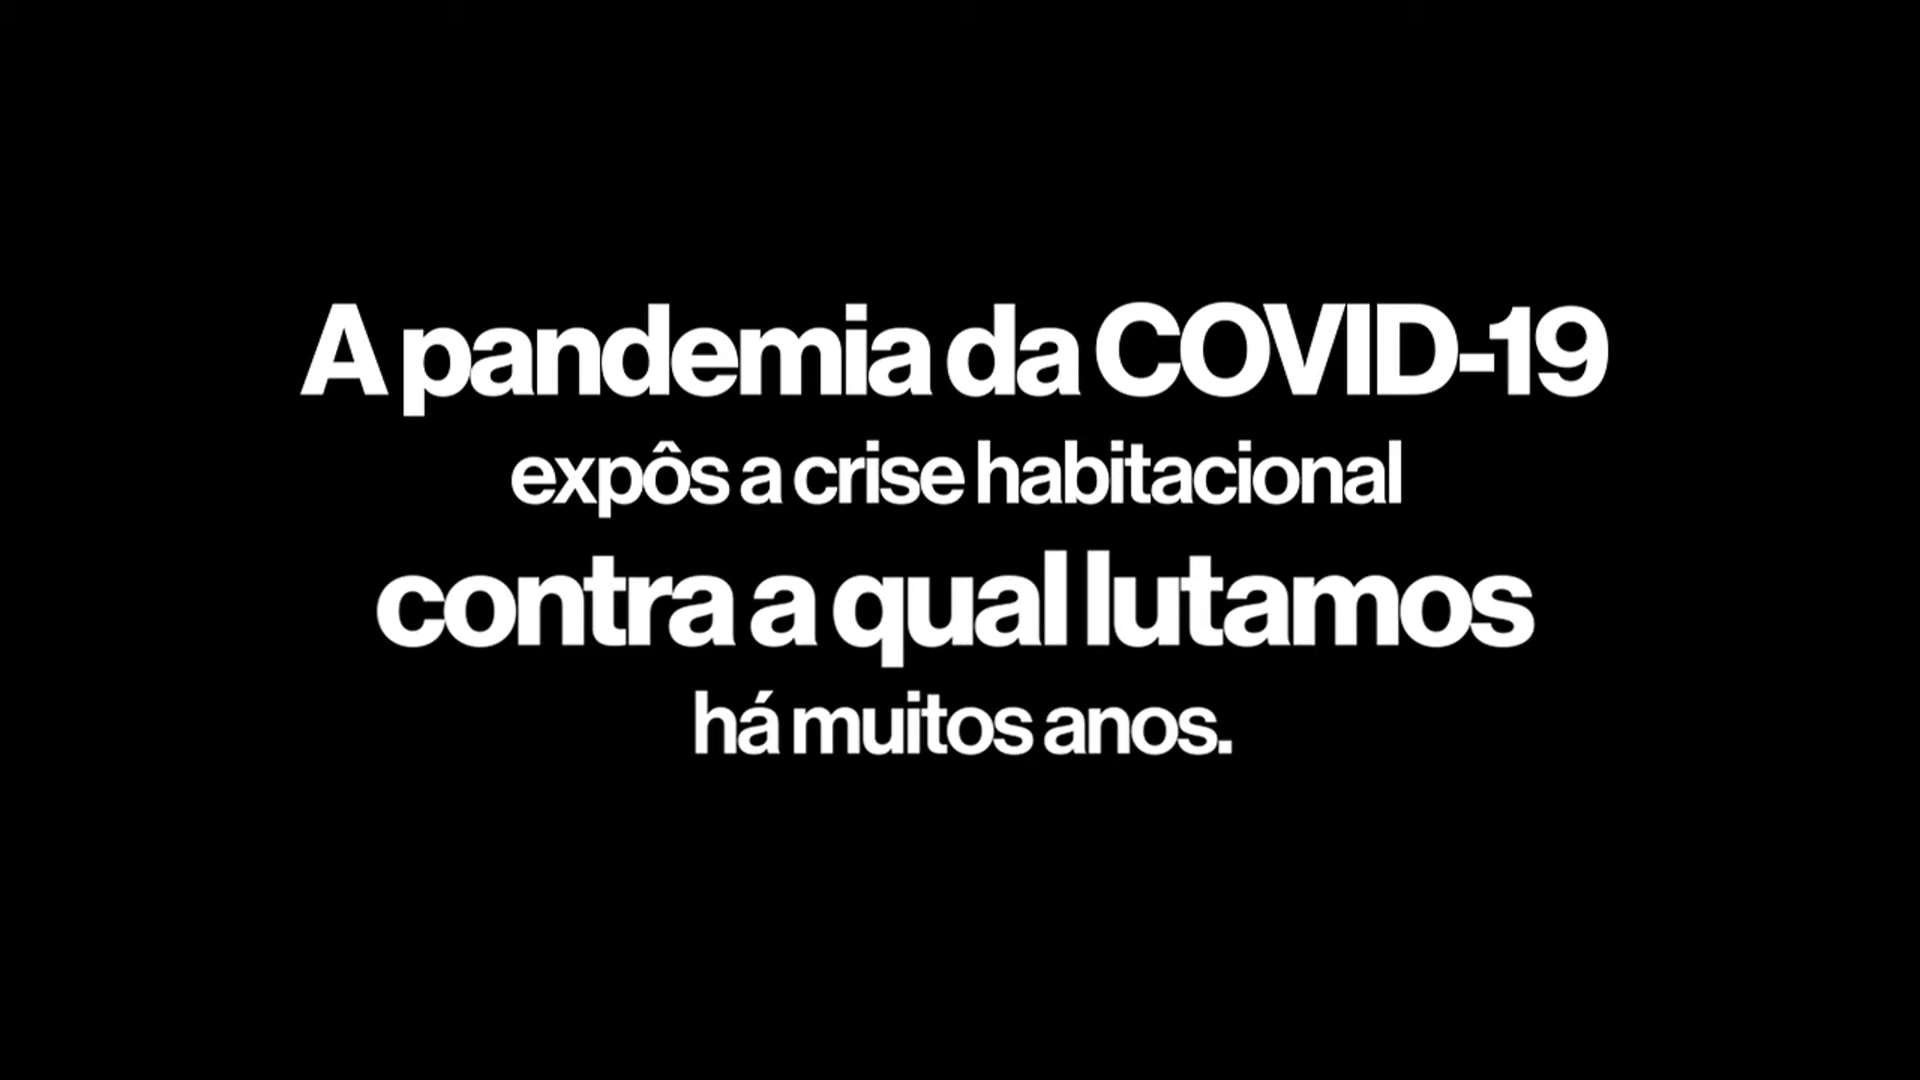 A pandemia da COVID-19
expôs a crise habitacional
contra a qual lutamos
há muitos anos.